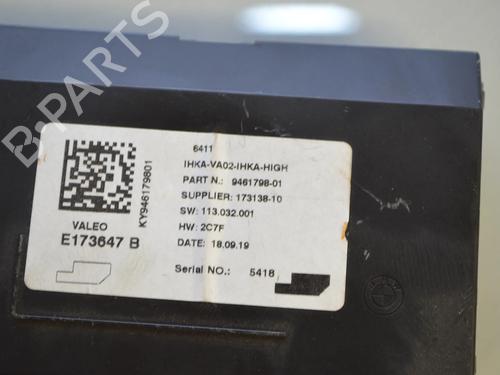 B-PARTS
KY946179801
VALEO
E173647 B
6411
IHKA-VA02-IHKA-HIGH
PART N.: 9461798-01
SUPPLIER: 173138-10
SW: 113.032.001
HW: 2C7F
DATE: 18.09.19
Serial NO.: 5418